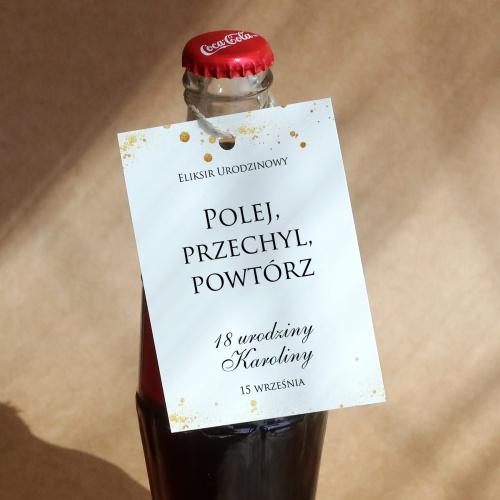 Coca-Cola
Eliksir Urodzinowy
Polej,
przechyl,
powtórz
18 urodziny
Karoliny
15 września